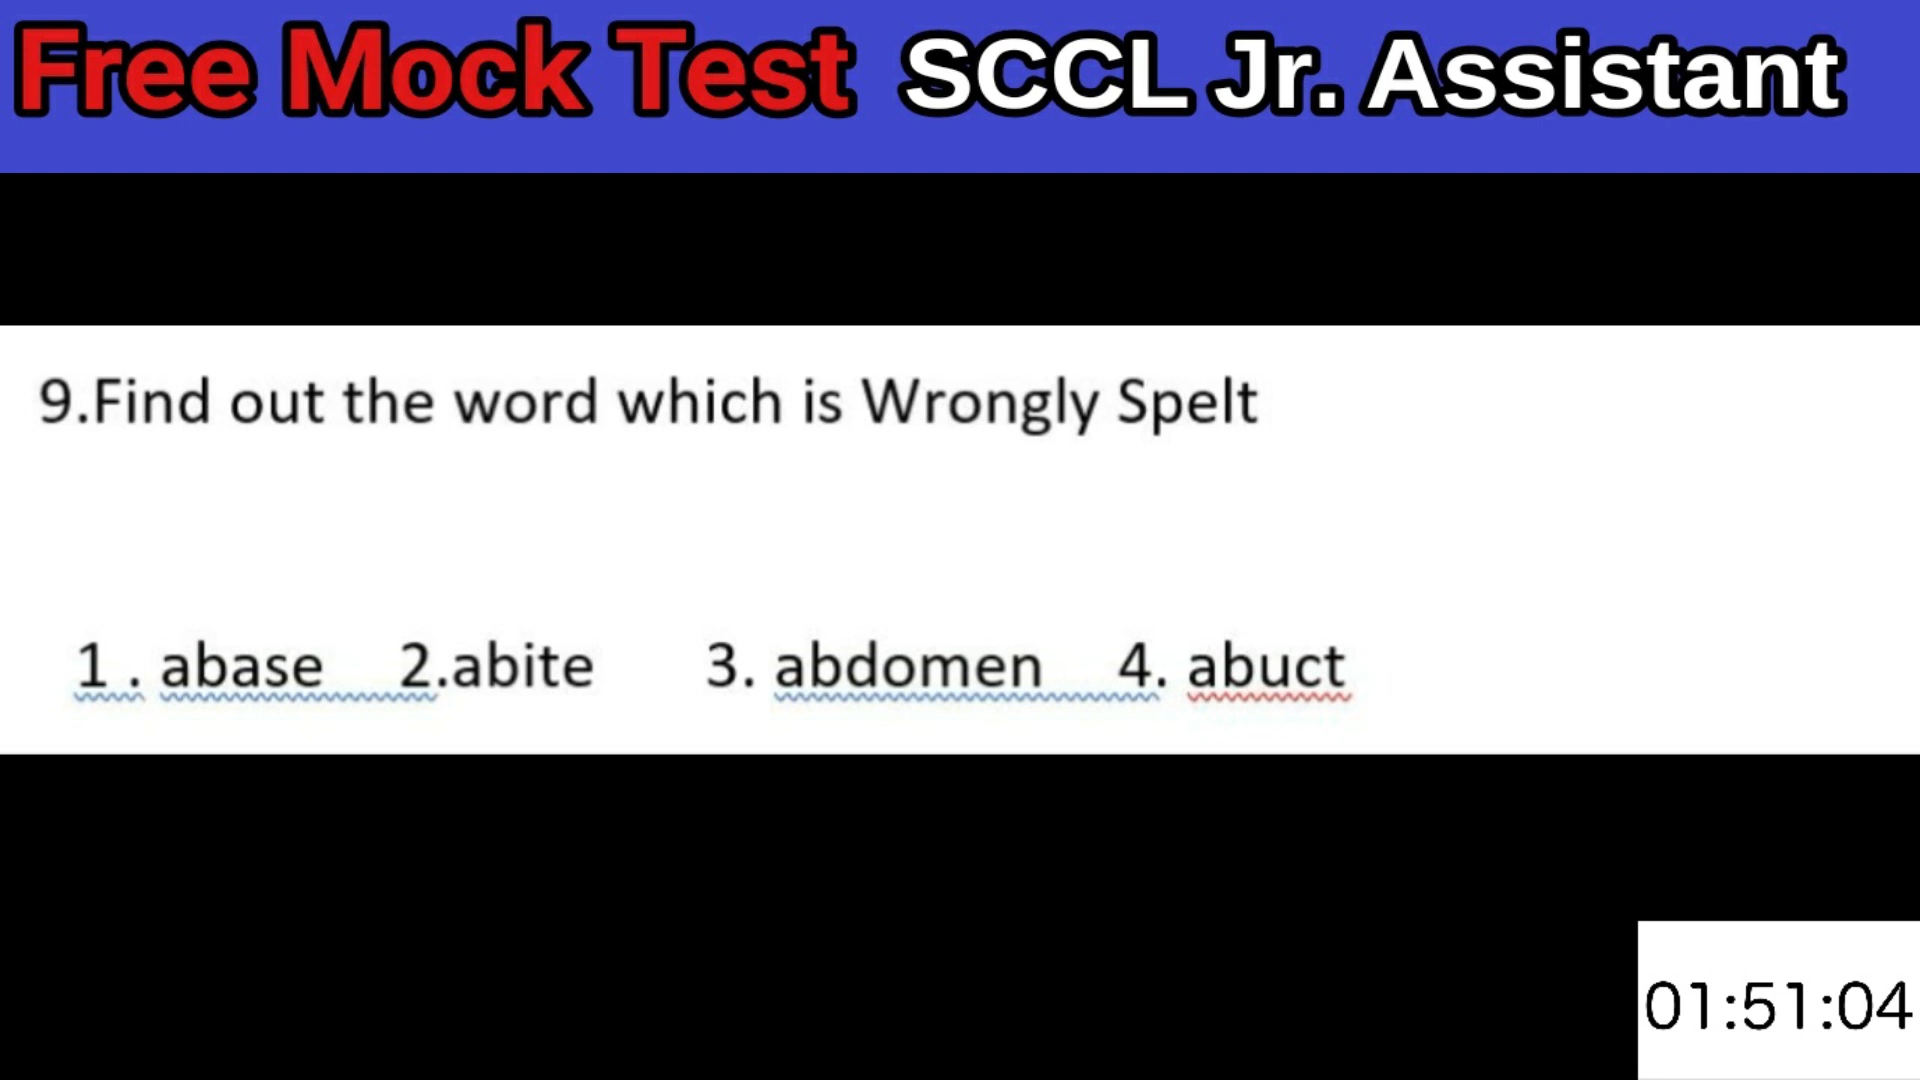 Free Mock Test SCCL Jr. Assistant
9.Find out the word which is Wrongly Spelt
1 . abase 2.abite 3. abdomen 4. abuct
01:51:04